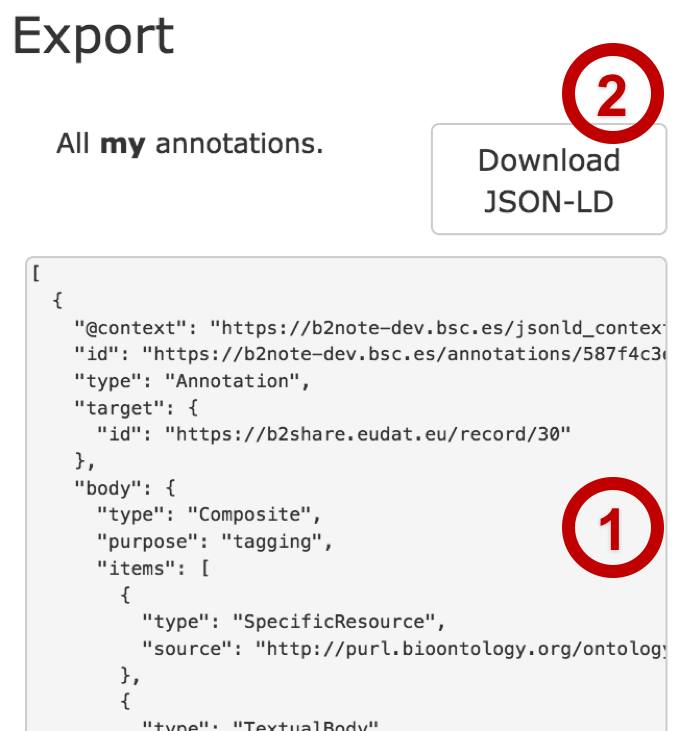 Export
2
All my annotations.
Download
JSON-LD
[
{
"@context": "https://b2note-dev.bsc.es/jsonld_context
"id": "https://b2note-dev.bsc.es/annotations/587f4c3
"type": "Annotation",
"target": {
"id": "https://b2share.eudat.eu/record/30"
},
"body": {
"type": "Composite",
"purpose": "tagging",
1
"items": [
{
"type": "SpecificResource",
"source": "http://purl.bioontology.org/ontology
},
{
"type": "TextualBody"